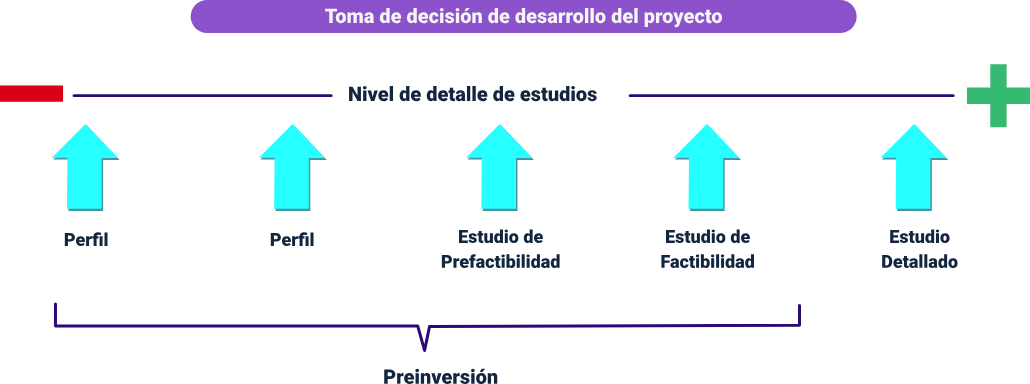 Toma de decisión de desarrollo del proyecto
Nivel de detalle de estudios
Perfil
Perfil
Estudio de
Prefactibilidad
Estudio de
Factibilidad
Estudio
Detallado
Preinversión